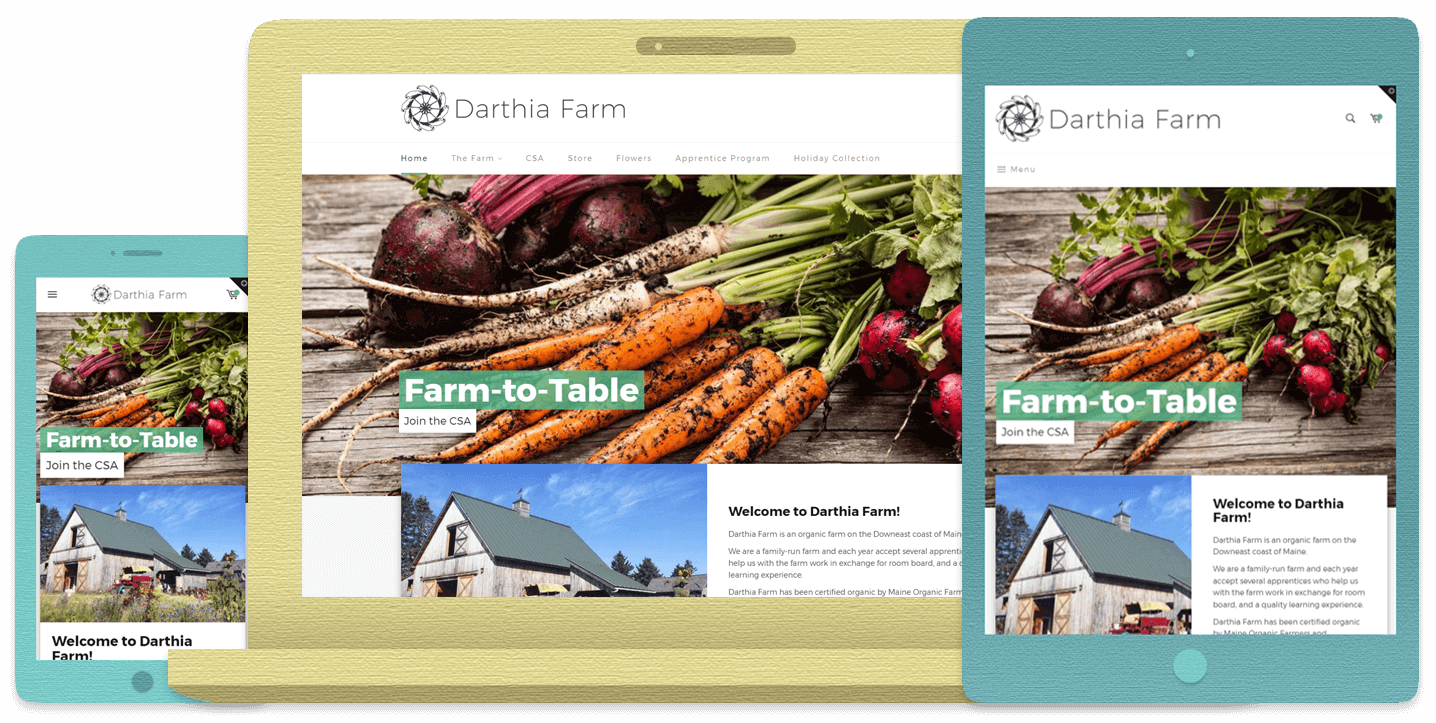 Darthia Farm
Farm-to-Table
Join the CSA
Welcome to Darthia
Farm!
Darthia Farm
Home The Farm CSA Store Flowers Apprentice Program Holiday Collection
Farm-to-Table
Join the CSA
Welcome to Darthia Farm!
Darthia Farm is an organic farm on the Downeast coast of Main
We are a family-run farm and each year accept several apprenti
help us with the farm work in exchange for room board, and a
learning experience.
Darthia Farm has been certified organic by Maine Organic Farm
Darthia Farm
Menu
Farm-to-Table
Join the CSA
Welcome to Darthia
Farm!
Darthia Farm is an organic farm on the
Downeast coast of Maine.
We are a family-run farm and each year
accept several apprentices who help us
with the farm work in exchange for room
board, and a quality learning experience.
Darthia Farm has been certified organic
by Maine Organic Farmers and